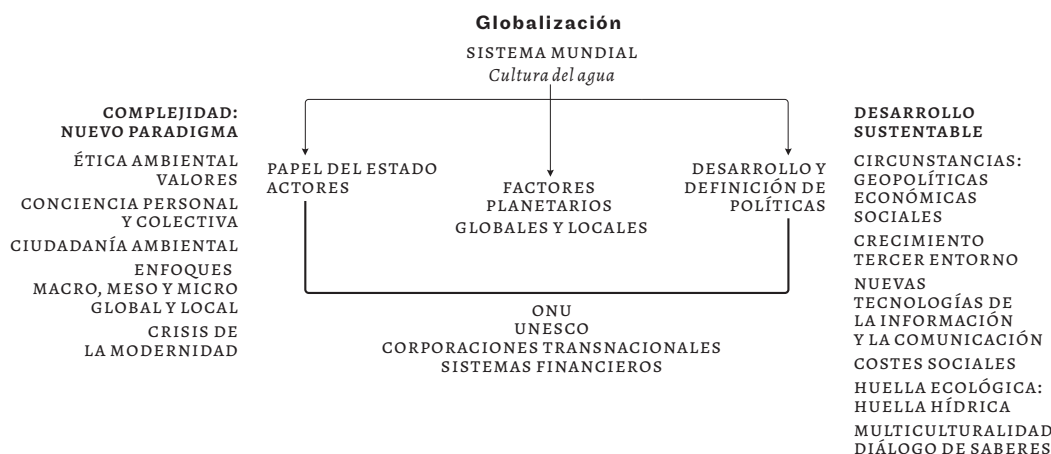 Globalización
SISTEMA MUNDIAL
Cultura del agua
COMPLEJIDAD:
NUEVO PARADIGMA
ÉTICA AMBIENTAL
VALORES
CONCIENCIA PERSONAL
Y COLECTIVA
CIUDADANÍA AMBIENTAL
ENFOQUES
MACRO, MESO Y MICRO
GLOBAL Y LOCAL
CRISIS DE
LA MODERNIDAD
PAPEL DEL ESTADO
ACTORES
FACTORES
PLANETARIOS
GLOBALES Y LOCALES
DESARROLLO Y
DEFINICIÓN DE
POLÍTICAS
ONU
UNESCO
CORPORACIONES TRANSNACIONALES
SISTEMAS FINANCIEROS
DESARROLLO
SUSTENTABLE
CIRCUNSTANCIAS:
GEOPOLÍTICAS
ECONÓMICAS
SOCIALES
CRECIMIENTO
TERCER ENTORNO
NUEVAS
TECNOLOGÍAS DE
LA INFORMACIÓN
Y LA COMUNICACIÓN
COSTES SOCIALES
HUELLA ECOLÓGICA:
HUELLA HÍDRICA
MULTICULTURALIDAD
DIÁLOGO DE SABERES